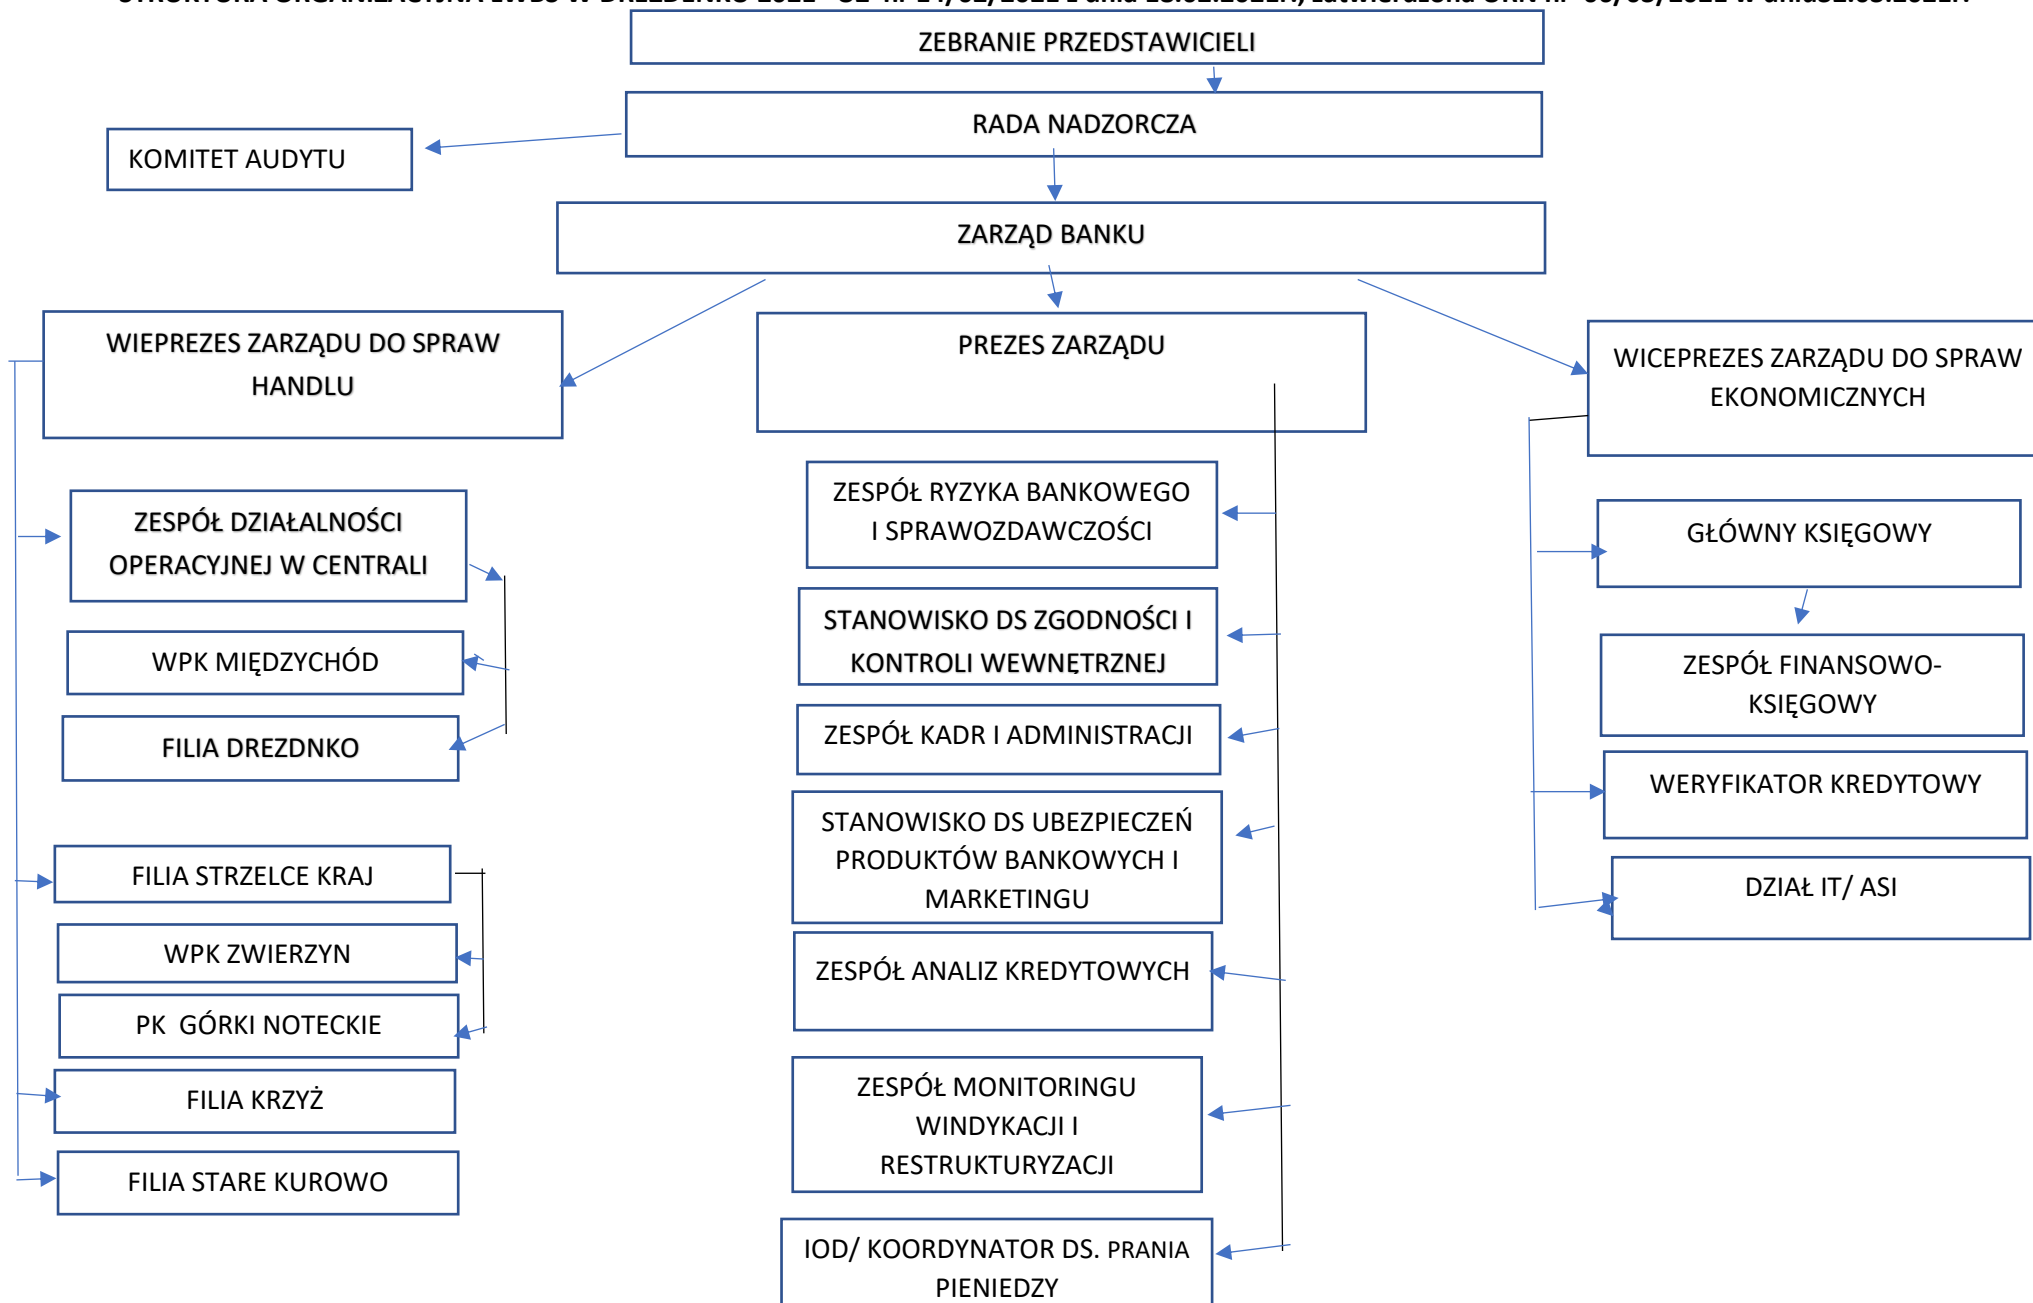 ZEBRANIE PRZEDSTAWICIELI
RADA NADZORCZA
KOMITET AUDYTU
ZARZĄD BANKU
WIEPREZES ZARZĄDU DO SPRAW
HANDLU
PREZES ZARZĄDU
WICEPREZES ZARZĄDU DO SPRAW
EKONOMICZNYCH
ZESPÓŁ DZIAŁALNOŚCI
OPERACYJNEJ W CENTRALI
WPK MIĘDZYCHÓD
FILIA DREZDNKO
FILIA STRZELCE KRAJ
WPK ZWIERZYN
PK GÓRKI NOTECKIE
FILIA KRZYŻ
FILIA STARE KUROWO
ZESPÓŁ RYZYKA BANKOWEGO
I SPRAWOZDAWCZOŚCI
STANOWISKO DS ZGODNOŚCI I
KONTROLI WEWNĘTRZNEJ
ZESPÓŁ KADR I ADMINISTRACJI
STANOWISKO DS UBEZPIECZEŃ
PRODUKTÓW BANKOWYCH I
MARKETINGU
ZESPÓŁ ANALIZ KREDYTOWYCH
ZESPÓŁ MONITORINGU
WINDYKACJI I
RESTRUKTURYZACJI
IOD/ KOORDYNATOR DS. PRANIA
PIENIEDZY
GŁÓWNY KSIĘGOWY
ZESPÓŁ FINANSOWO-
KSIĘGOWY
WERYFIKATOR KREDYTOWY
DZIAŁ IT/ ASI